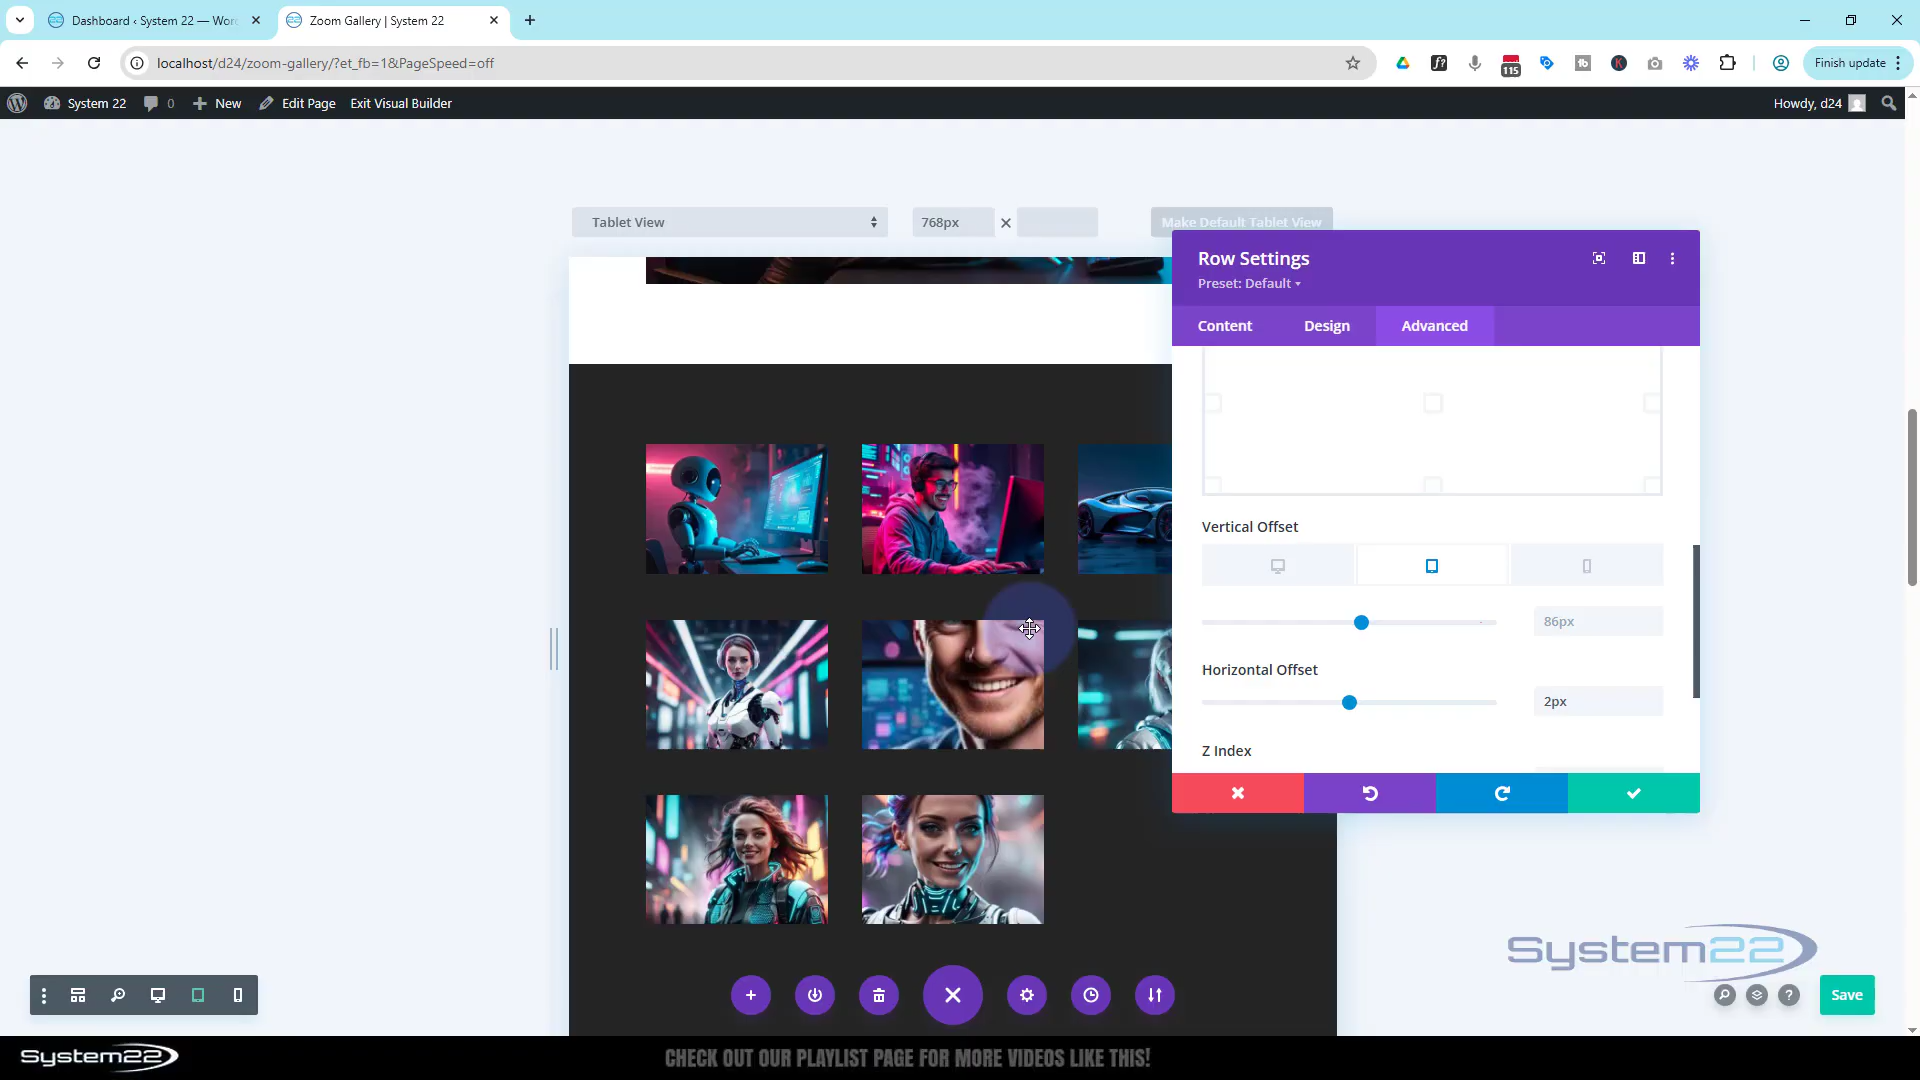 Dashboard ‹ System 22 — Wor
Zoom Gallery | System 22
localhost/d24/zoom-gallery/?et_fb=1&PageSpeed=off
115
Finish update
System 22
0
New
Edit Page
Exit Visual Builder
Howdy, d24
Tablet View
768px
Make Default Tablet View
Row Settings
Preset: Default
Content
Design
Advanced
Vertical Offset
86px
Horizontal Offset
2px
Z Index
System22
Save
System22
CHECK OUT OUR PLAYLIST PAGE FOR MORE VIDEOS LIKE THIS!